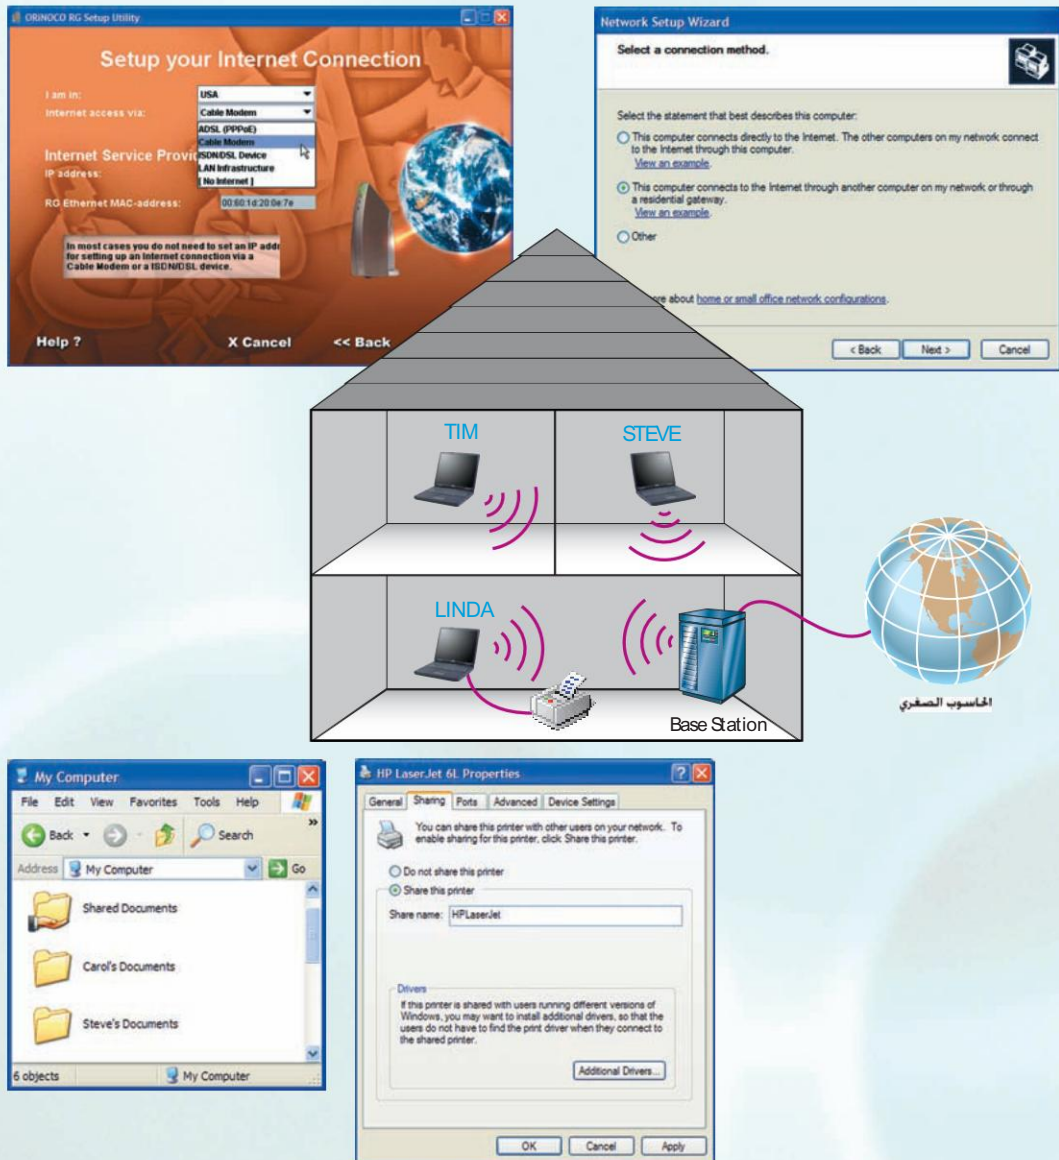 ORiNOCO RG Setup Utility
Setup your Internet Connection
I am in:
USA
Internet access via:
Cable Modem
ADSL (PPPoE)
Cable Modem
ISDN/DSL Device
LAN Infrastructure
[ No Internet ]
Internet Service Provi
IP address:
RG Ethernet MAC-address:
00:60:1d:20:0e:7e
In most cases you do not need to set an IP addr
for setting up an Internet connection via a
Cable Modem or a ISDN/DSL device.
Help ?
X Cancel
<< Back
Network Setup Wizard
Select a connection method.
Select the statement that best describes this computer:
This computer connects directly to the Internet. The other computers on my network connect
to the Internet through this computer.
View an example.
This computer connects to the Internet through another computer on my network or through
a residential gateway.
View an example.
Other
re about home or small office network configurations.
< Back
Next >
Cancel
TIM
STEVE
LINDA
Base Station
الحاسوب الصغري
My Computer
File Edit View Favorites Tools Help
Back
Search
Address
My Computer
Go
Shared Documents
Carol's Documents
Steve's Documents
6 objects
My Computer
HP LaserJet 6L Properties
General Sharing Ports Advanced Device Settings
You can share this printer with other users on your network. To
enable sharing for this printer, click Share this printer.
Do not share this printer
Share this printer
Share name:
HPLaserJet
Drivers
If this printer is shared with users running different versions of
Windows, you may want to install additional drivers, so that the
users do not have to find the print driver when they connect to
the shared printer.
Additional Drivers...
OK
Cancel
Apply